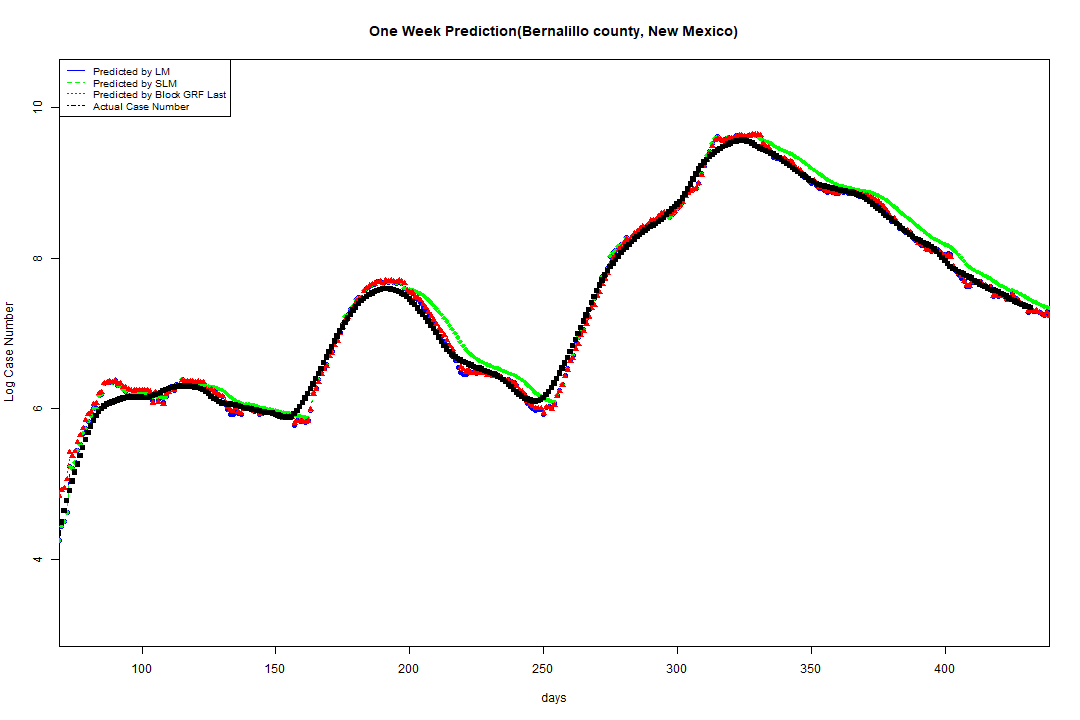 One Week Prediction(Bernalillo county, New Mexico)
Predicted by LM
Predicted by SLM
Predicted by Block GRF Last
Actual Case Number
10
8
6
4
Log Case Number
100 150 200 250 300 350 400
days